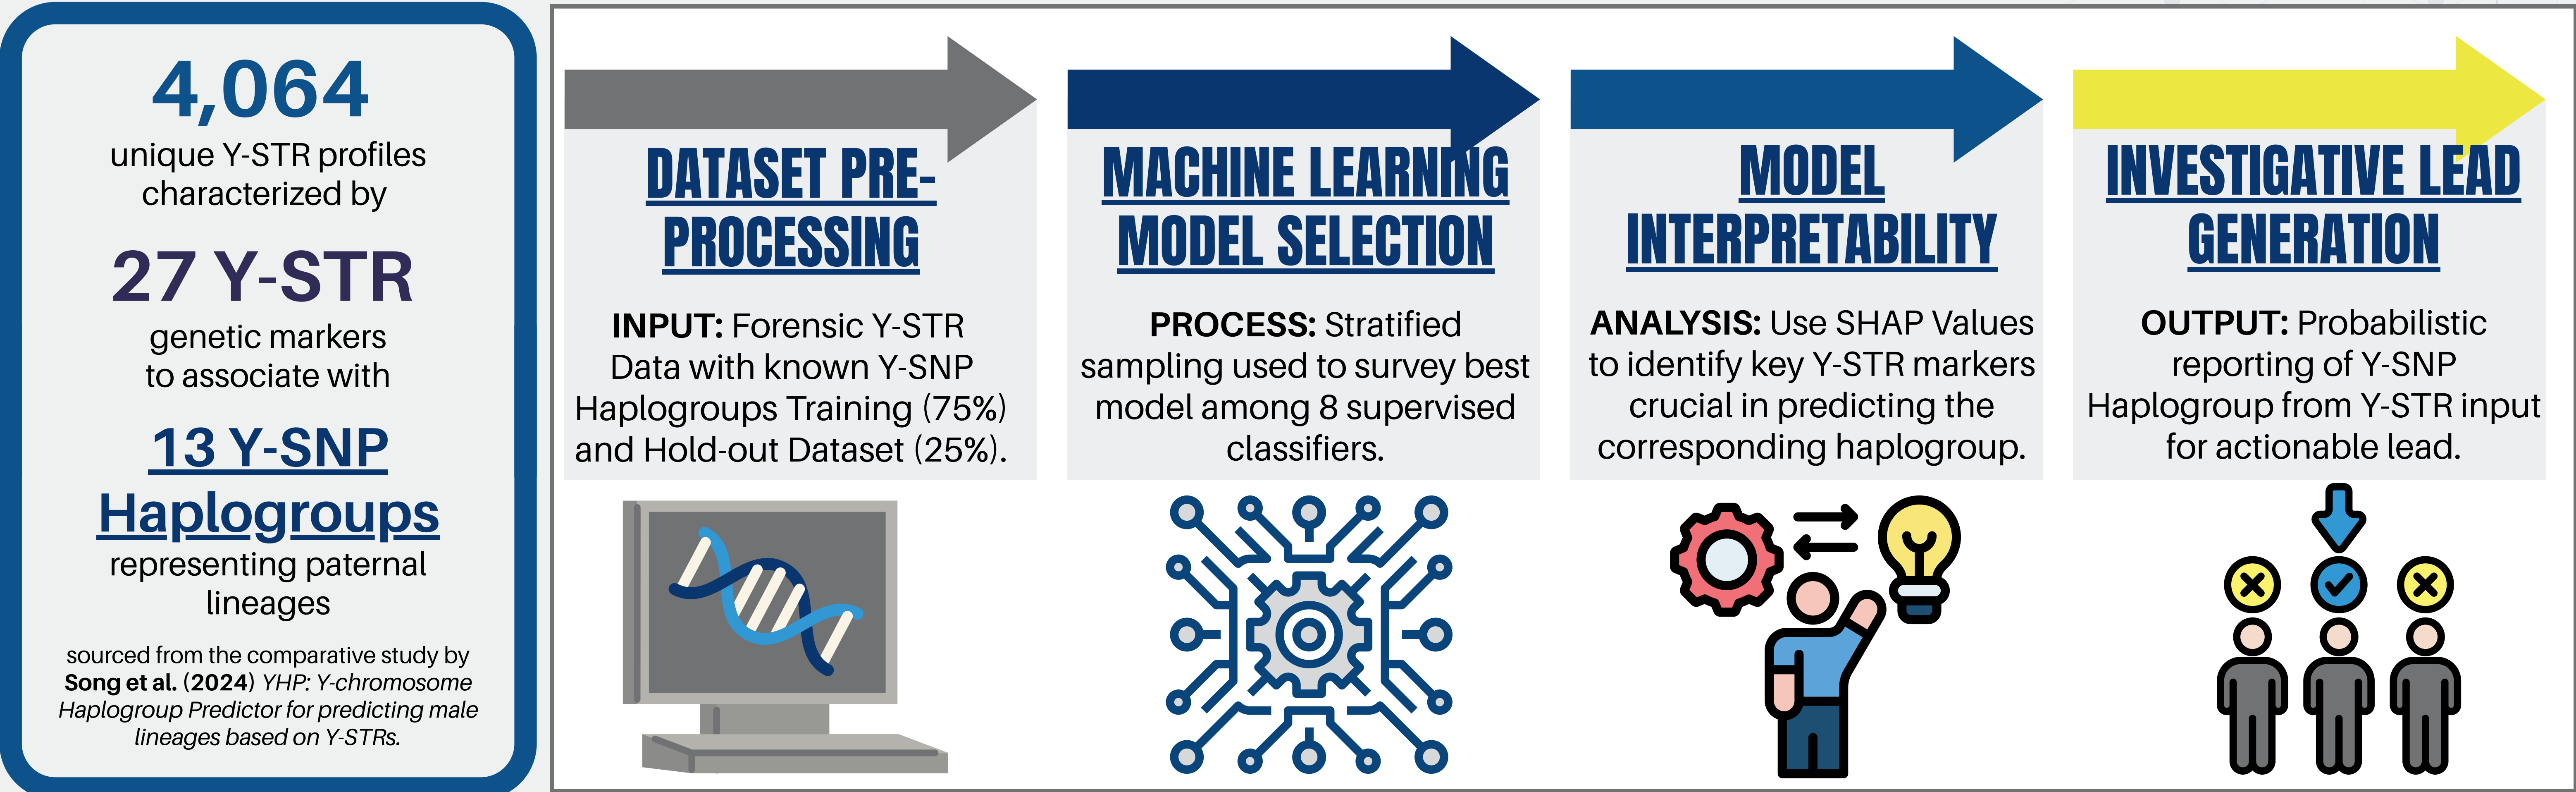 4,064
unique Y-STR profiles
characterized by
27 Y-STR
genetic markers
to associate with
13 Y-SNP
Haplogroups
representing paternal
lineages
sourced from the comparative study by
Song et al. (2024) YHP: Y-chromosome
Haplogroup Predictor for predicting male
lineages based on Y-STRs.
DATASET PRE-
PROCESSING
INPUT: Forensic Y-STR
Data with known Y-SNP
Haplogroups Training (75%)
and Hold-out Dataset (25%).
MACHINE LEARNING
MODEL SELECTION
PROCESS: Stratified
sampling used to survey best
model among 8 supervised
classifiers.
MODEL
INTERPRETABILITY
ANALYSIS: Use SHAP Values
to identify key Y-STR markers
crucial in predicting the
corresponding haplogroup.
INVESTIGATIVE LEAD
GENERATION
OUTPUT: Probabilistic
reporting of Y-SNP
Haplogroup from Y-STR input
for actionable lead.